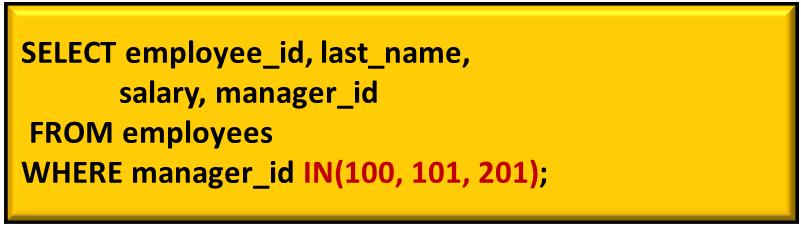 SELECT employee_id, last_name,
salary, manager_id
FROM employees
WHERE manager_id IN(100, 101, 201);